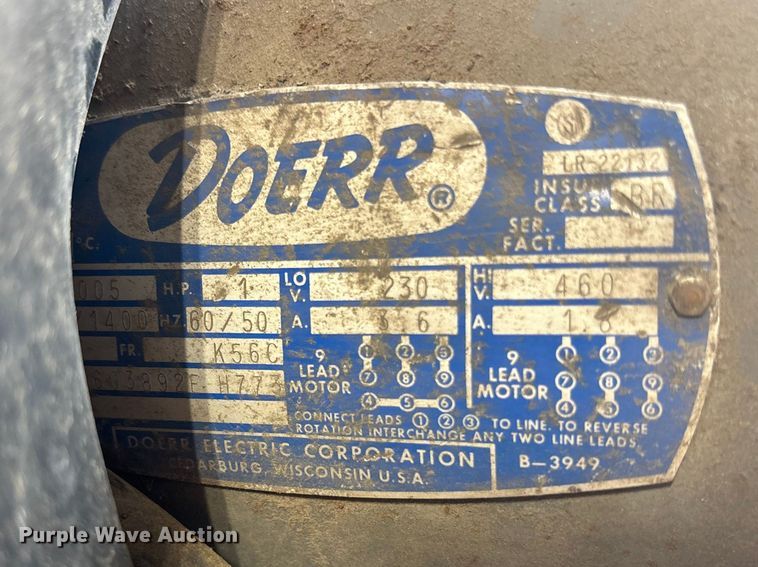 DOERR ®
LR-22132
INSUL
CLASS BR
SER.
FACT.
°C.
005 H.P. 1 LO V. 230 HI V. 460
1400 HZ. 60/50 A. 3.6 A. 1.8
FR. K56C
① ② ③
9 LEAD MOTOR ⑦ ⑧ ⑨
④ ⑤ ⑥
① ② ③
9 LEAD MOTOR ⑦ ⑧ ⑨
④ ⑤ ⑥
H773
CONNECT LEADS ① ② ③ TO LINE. TO REVERSE
ROTATION INTERCHANGE ANY TWO LINE LEADS.
DOERR ELECTRIC CORPORATION
CEDARBURG, WISCONSIN U.S.A.
B-3949
Purple Wave Auction